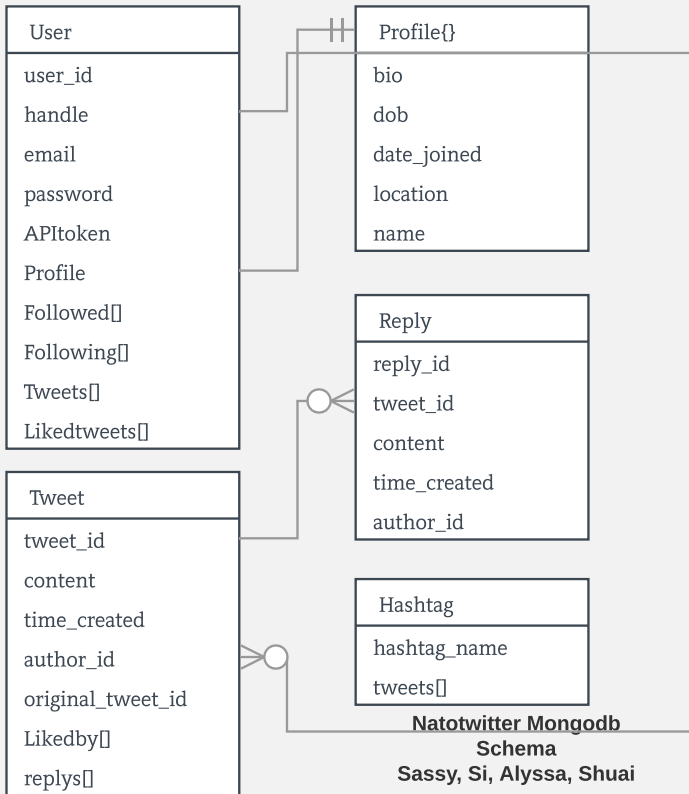 User
user_id
handle
email
password
APItoken
Profile
Followed[]
Following[]
Tweets[]
Likedtweets[]
Profile{}
bio
dob
date_joined
location
name
Reply
reply_id
tweet_id
content
time_created
author_id
Tweet
tweet_id
content
time_created
author_id
original_tweet_id
Likedby[]
replys[]
Hashtag
hashtag_name
tweets[]
Natotwitter Mongodb
Schema
Sassy, Si, Alyssa, Shuai